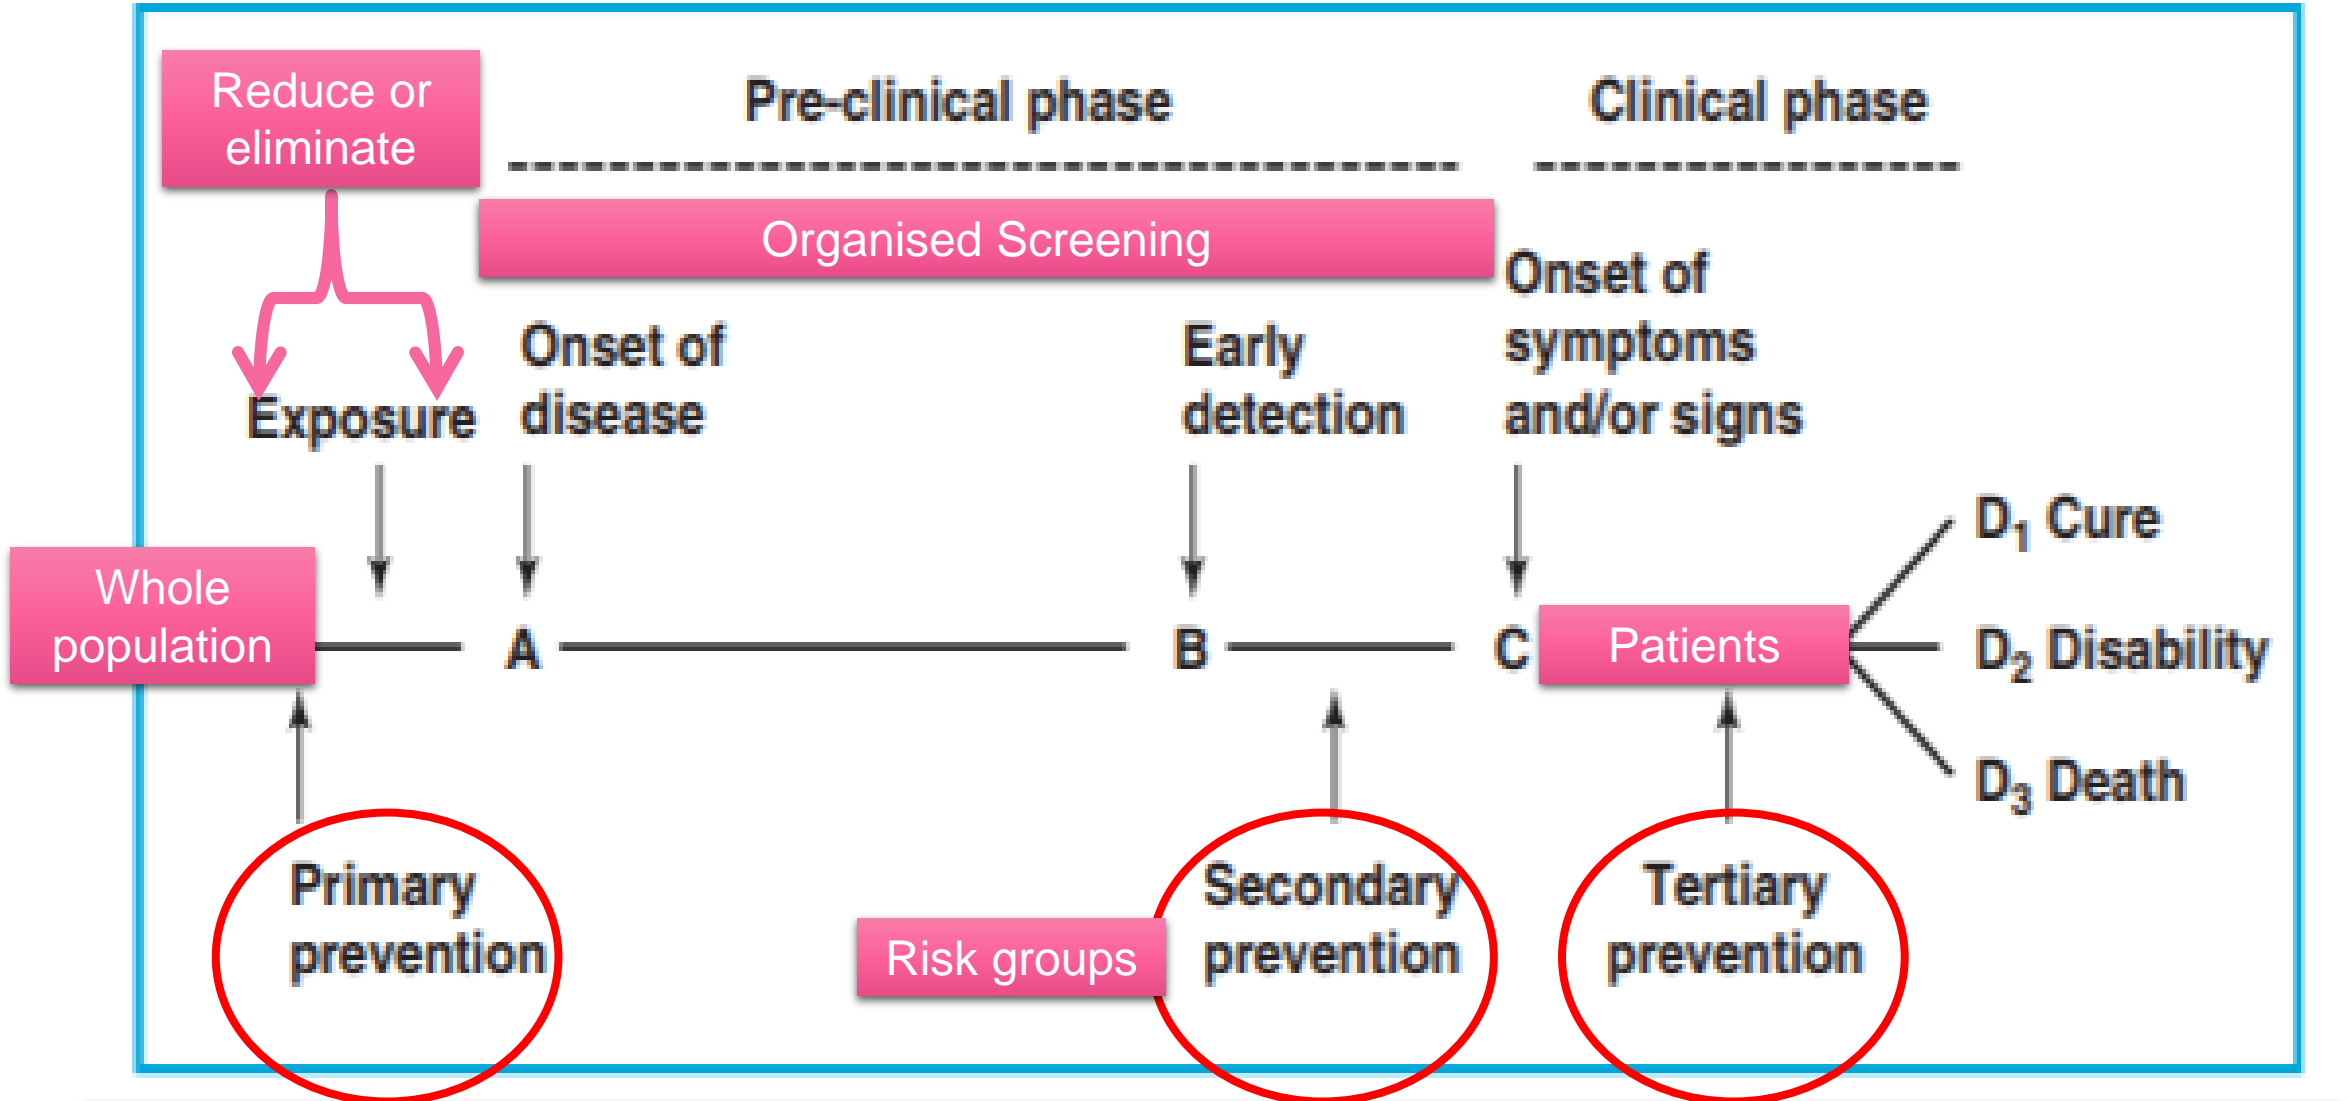 Reduce or
eliminate
Pre-clinical phase
Clinical phase
Organised Screening
Exposure
Onset of
disease
Early
detection
Onset of
symptoms
and/or signs
Whole
population
A
B
C
Patients
D₁ Cure
D₂ Disability
D₃ Death
Primary
prevention
Risk groups
Secondary
prevention
Tertiary
prevention